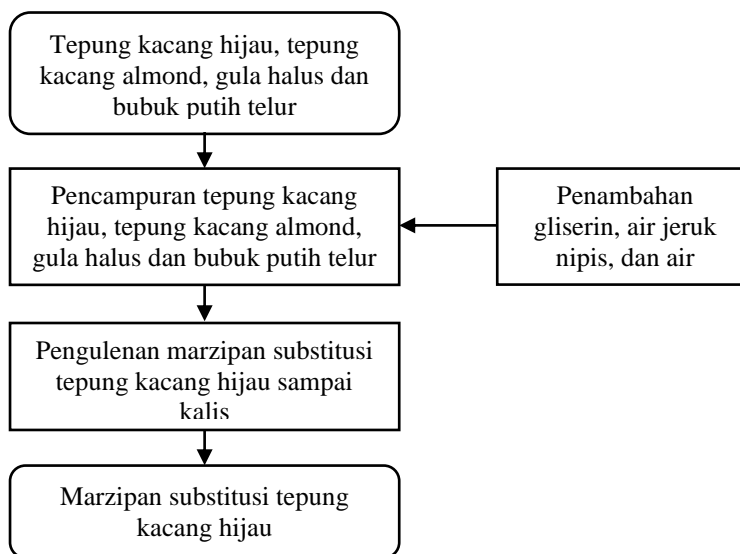 Tepung kacang hijau, tepung
kacang almond, gula halus dan
bubuk putih telur
Pencampuran tepung kacang
hijau, tepung kacang almond,
gula halus dan bubuk putih telur
Penambahan
gliserin, air jeruk
nipis, dan air
Pengulenan marzipan substitusi
tepung kacang hijau sampai
kalis
Marzipan substitusi tepung
kacang hijau